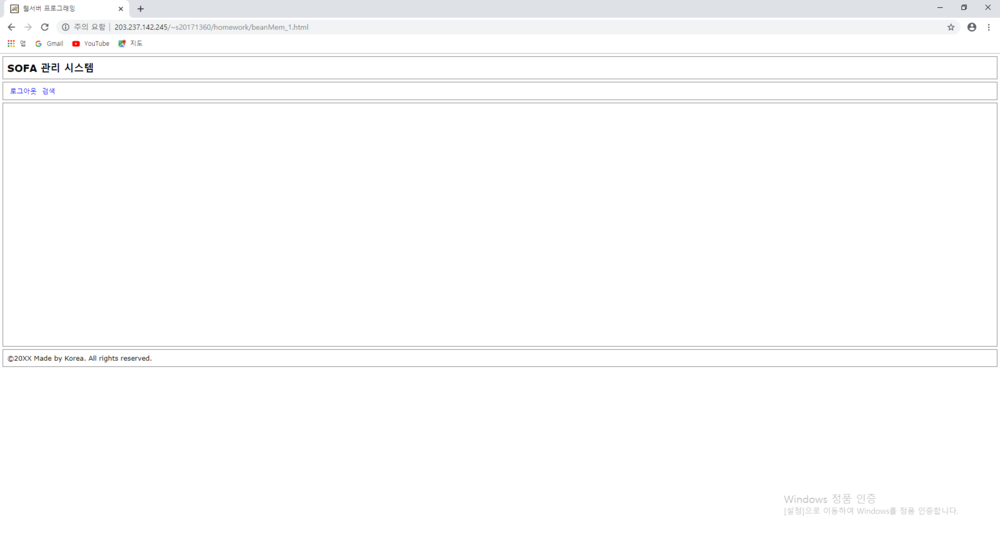 웹서버 프로그래밍
주의 요함 | 203.237.142.245/~s20171360/homework/beanMem_1.html
앱 Gmail YouTube 지도
SOFA 관리 시스템
로그아웃 검색
©20XX Made by Korea. All rights reserved.
Windows 정품 인증
[설정]으로 이동하여 Windows를 정품 인증합니다.